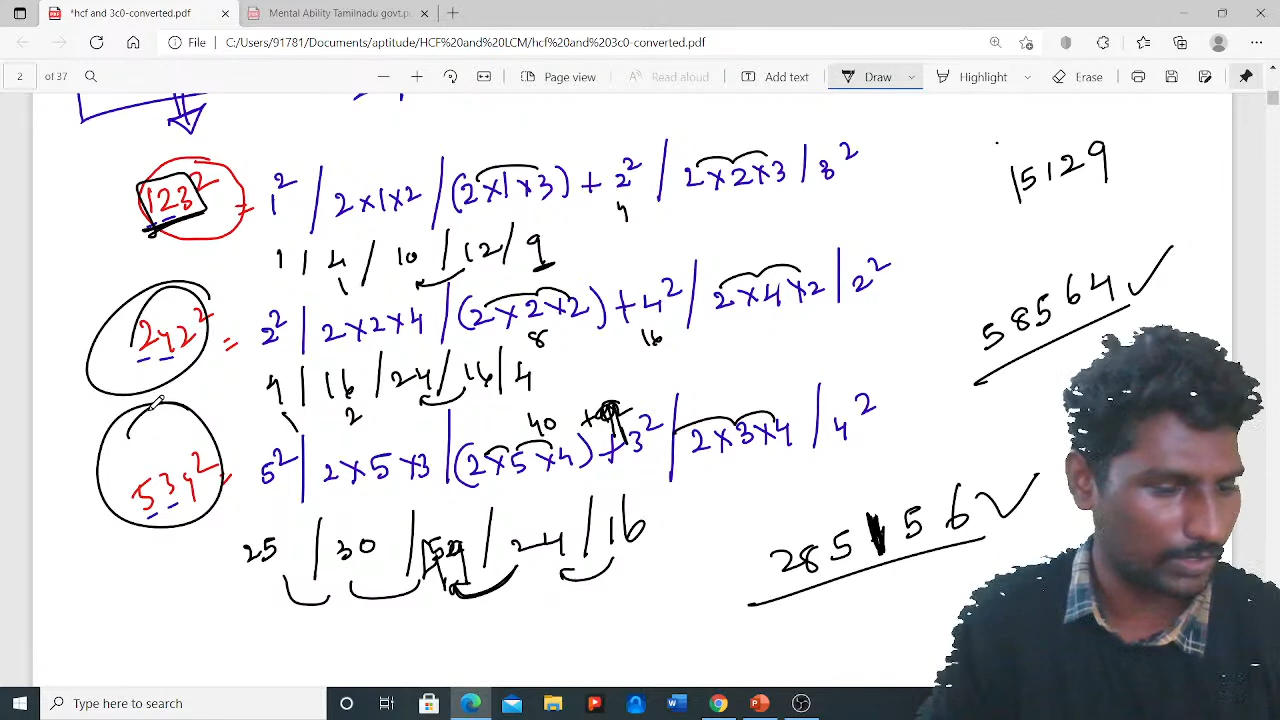 *hcf and 3c0-converted.pdf
Mental Ability Tamilnadu govt.p
File C:/Users/91781/Documents/aptitude/HCF%20and%20LCM/hcf%20and%203c0-converted.pdf
2 of 37
Page view
Read aloud
Add text
Draw
Highlight
Erase
123² = 1² / 2×1×2 / (2×1×3) + 2² / 2×2×3 / 3²
4
15129
1 / 4 / 10 / 12 / 9
1
242² = 2² / 2×2×4 / (2×2×2) + 4² / 2×4×2 / 2²
8 16
58564
4 / 16 / 24 / 16 / 4
1 2
40
534² = 5² / 2×5×3 / (2×5×4) + 3² / 2×3×4 / 4²
25 / 30 / / 24 / 16
285 56
Type here to search